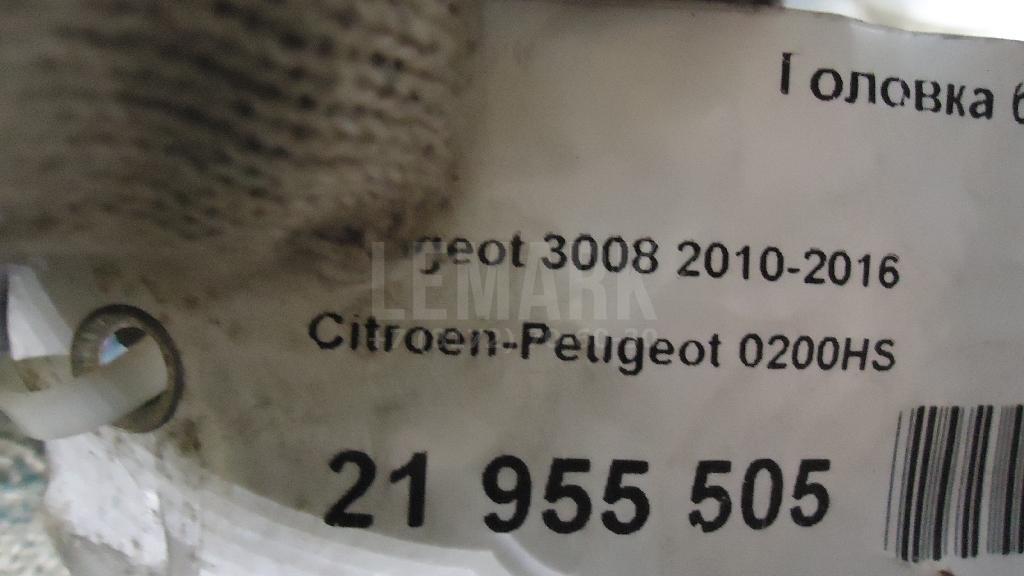 Головка б
geot 3008 2010-2016
LEMARK
Citroen-Peugeot 0200HS
21 955 505